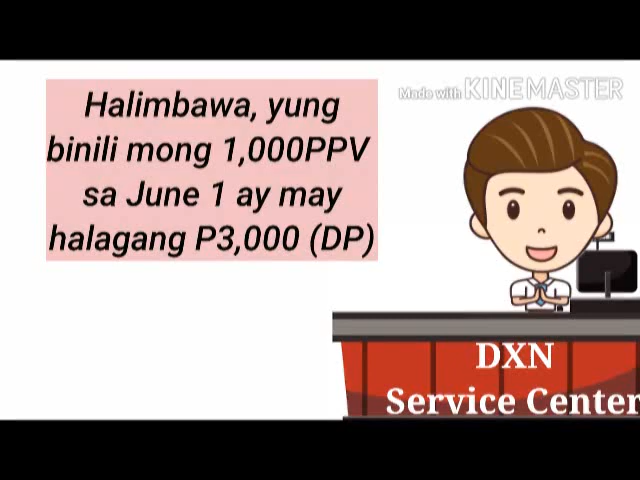 Made with KINEMASTER
Halimbawa, yung
binili mong 1,000PPV
sa June 1 ay may
halagang P3,000 (DP)
DXN
Service Center